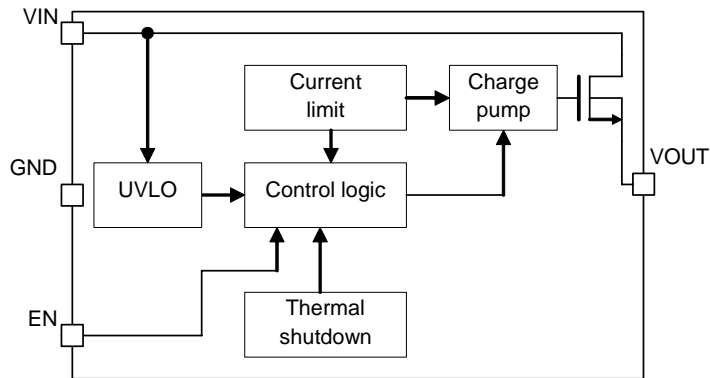 VIN
Current
limit
Charge
pump
GND
VOUT
UVLO
Control logic
EN
Thermal
shutdown